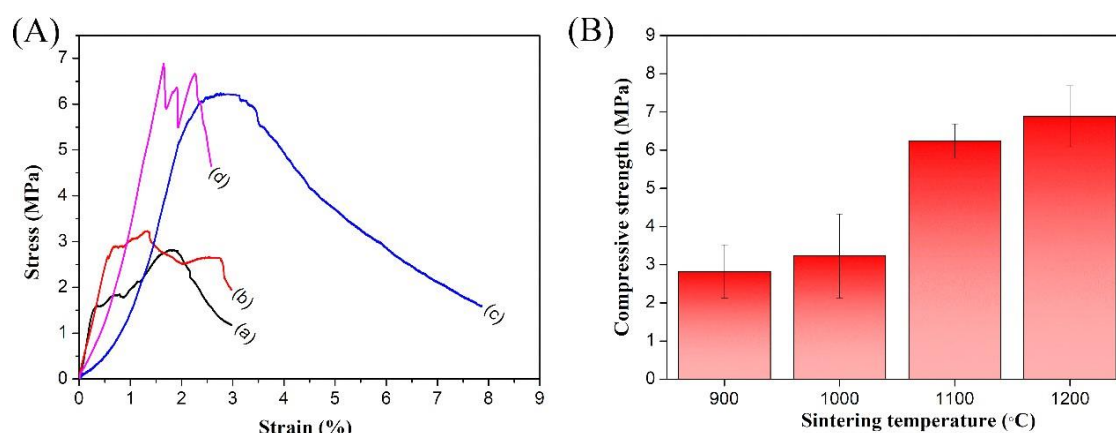 (A)
7
6
5
4
3
2
1
0
Stress (MPa)
(a)
(b)
(c)
(d)
0 1 2 3 4 5 6 7 8 9
Strain (%)
(B)
9
8
7
6
5
4
3
2
1
0
Compressive strength (MPa)
900 1000 1100 1200
Sintering temperature (◦C)